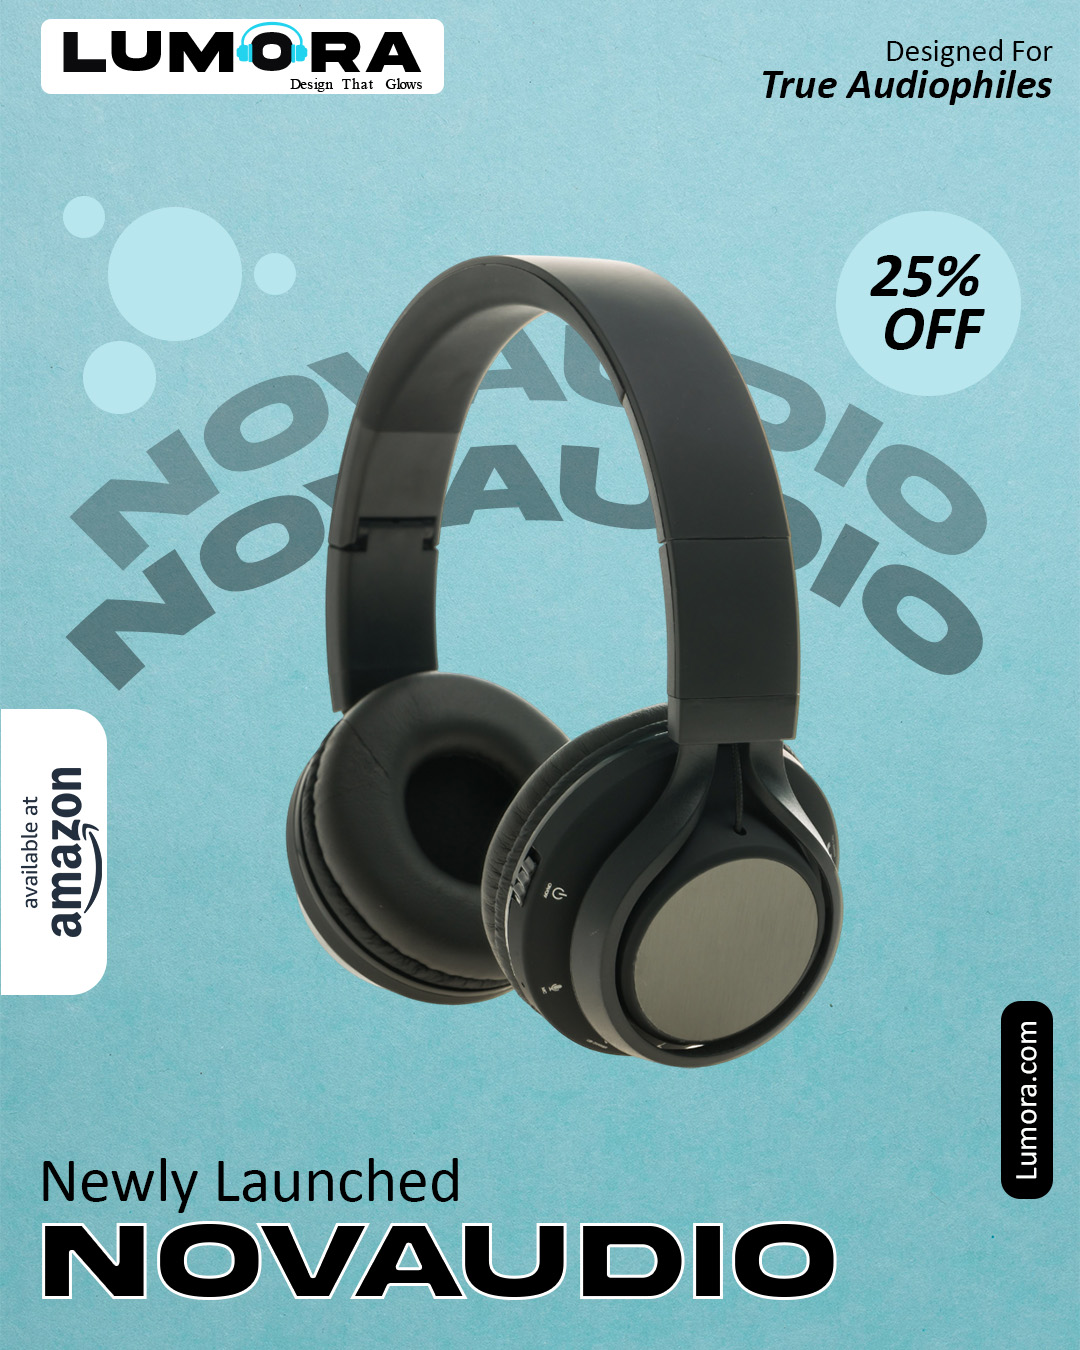 LUMORA
Design That Glows
Designed For
True Audiophiles
25%
OFF
NOVAUDIO
NOVAUDIO
available at
amazon
Lumora.com
Newly Launched
NOVAUDIO